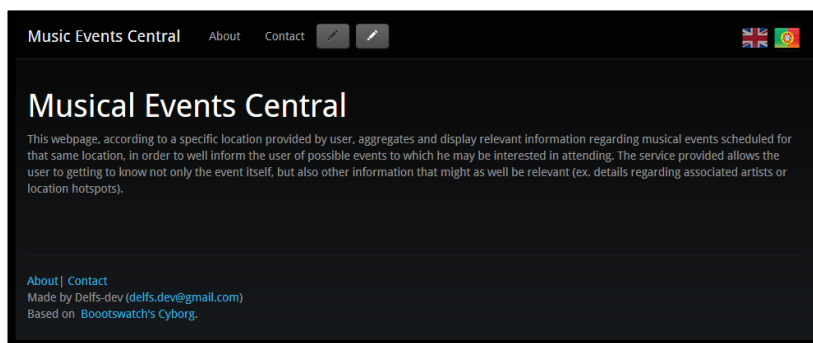 Music Events Central About Contact
Musical Events Central
This webpage, according to a specific location provided by user, aggregates and display relevant information regarding musical events scheduled for
that same location, in order to well inform the user of possible events to which he may be interested in attending. The service provided allows the
user to getting to know not only the event itself, but also other information that might as well be relevant (ex. details regarding associated artists or
location hotspots).
About| Contact
Made by Delfs-dev (delfs.dev@gmail.com)
Based on Boootswatch's Cyborg.